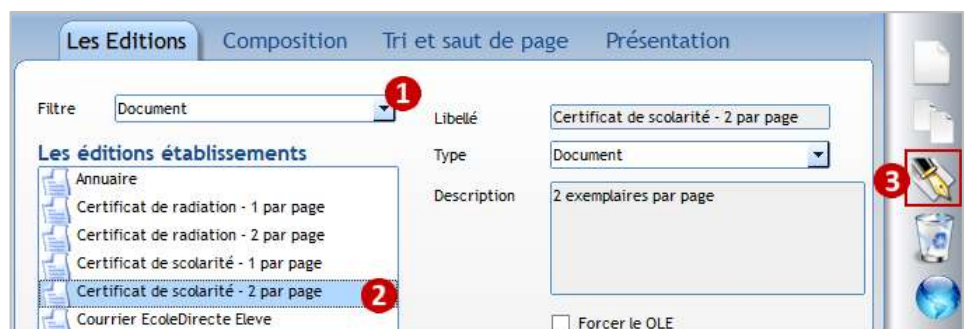 Les Editions Composition Tri et saut de page Présentation
Filtre Document 1
Libellé Certificat de scolarité - 2 par page
Les éditions établissements
Type Document
Annuaire
Certificat de radiation - 1 par page
Certificat de radiation - 2 par page
Certificat de scolarité - 1 par page
Certificat de scolarité - 2 par page 2
Courrier EcoleDirecte Eleve
Description 2 exemplaires par page
3
Forcer le OLE